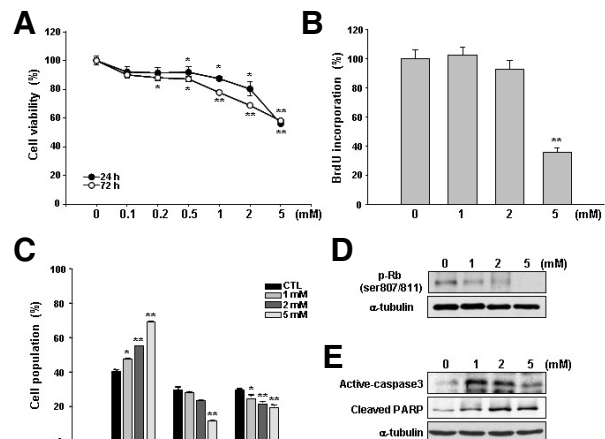 A
120
100
80
60
40
20
0
Cell viability (%)
*
*
*
*
*
**
**
**
**
24 h
72 h
0 0.1 0.2 0.5 1 2 5 (mM)
B
120
100
80
60
40
20
0
BrdU incorporation (%)
**
0 1 2 5 (mM)
C
100
80
60
40
20
Cell population (%)
CTL
1 mM
2 mM
5 mM
*
**
**
**
*
**
**
D
0 1 2 5 (mM)
p-Rb
(ser807/811)
α-tubulin
E
0 1 2 5 (mM)
Active-caspase3
Cleaved PARP
α-tubulin